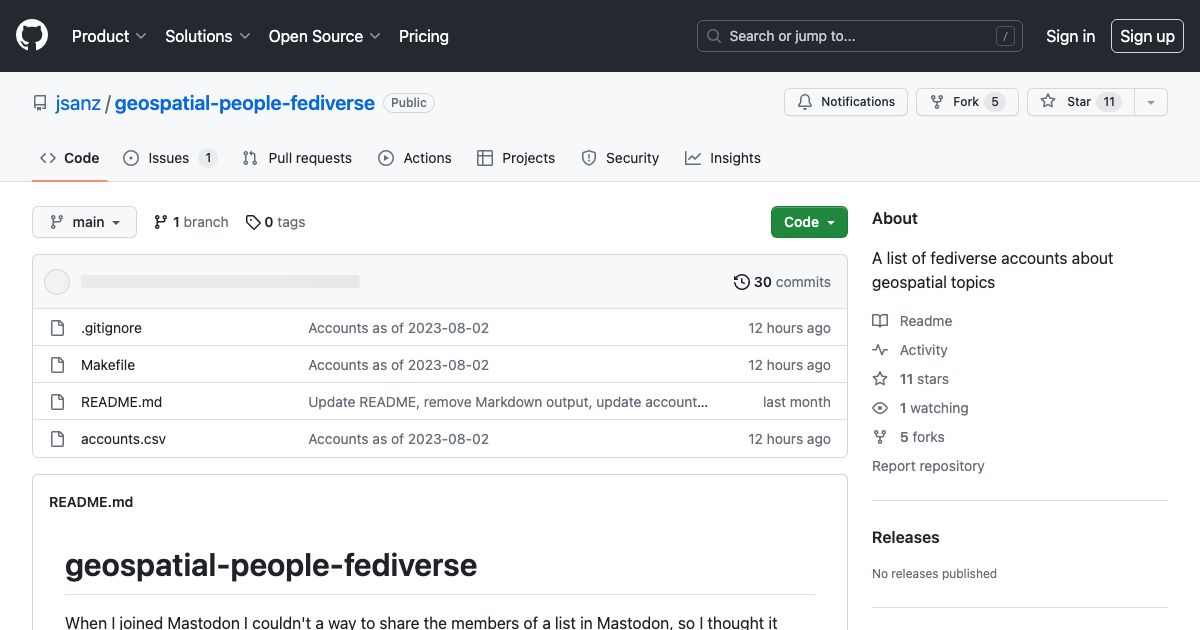 Product Solutions Open Source Pricing Search or jump to... / Sign in Sign up
jsanz / geospatial-people-fediverse Public Notifications Fork 5 Star 11
Code Issues 1 Pull requests Actions Projects Security Insights
main 1 branch 0 tags Code
30 commits
.gitignore Accounts as of 2023-08-02 12 hours ago
Makefile Accounts as of 2023-08-02 12 hours ago
README.md Update README, remove Markdown output, update account... last month
accounts.csv Accounts as of 2023-08-02 12 hours ago
README.md
geospatial-people-fediverse
When I joined Mastodon I couldn't a way to share the members of a list in Mastodon, so I thought it
About
A list of fediverse accounts about
geospatial topics
Readme
Activity
11 stars
1 watching
5 forks
Report repository
Releases
No releases published